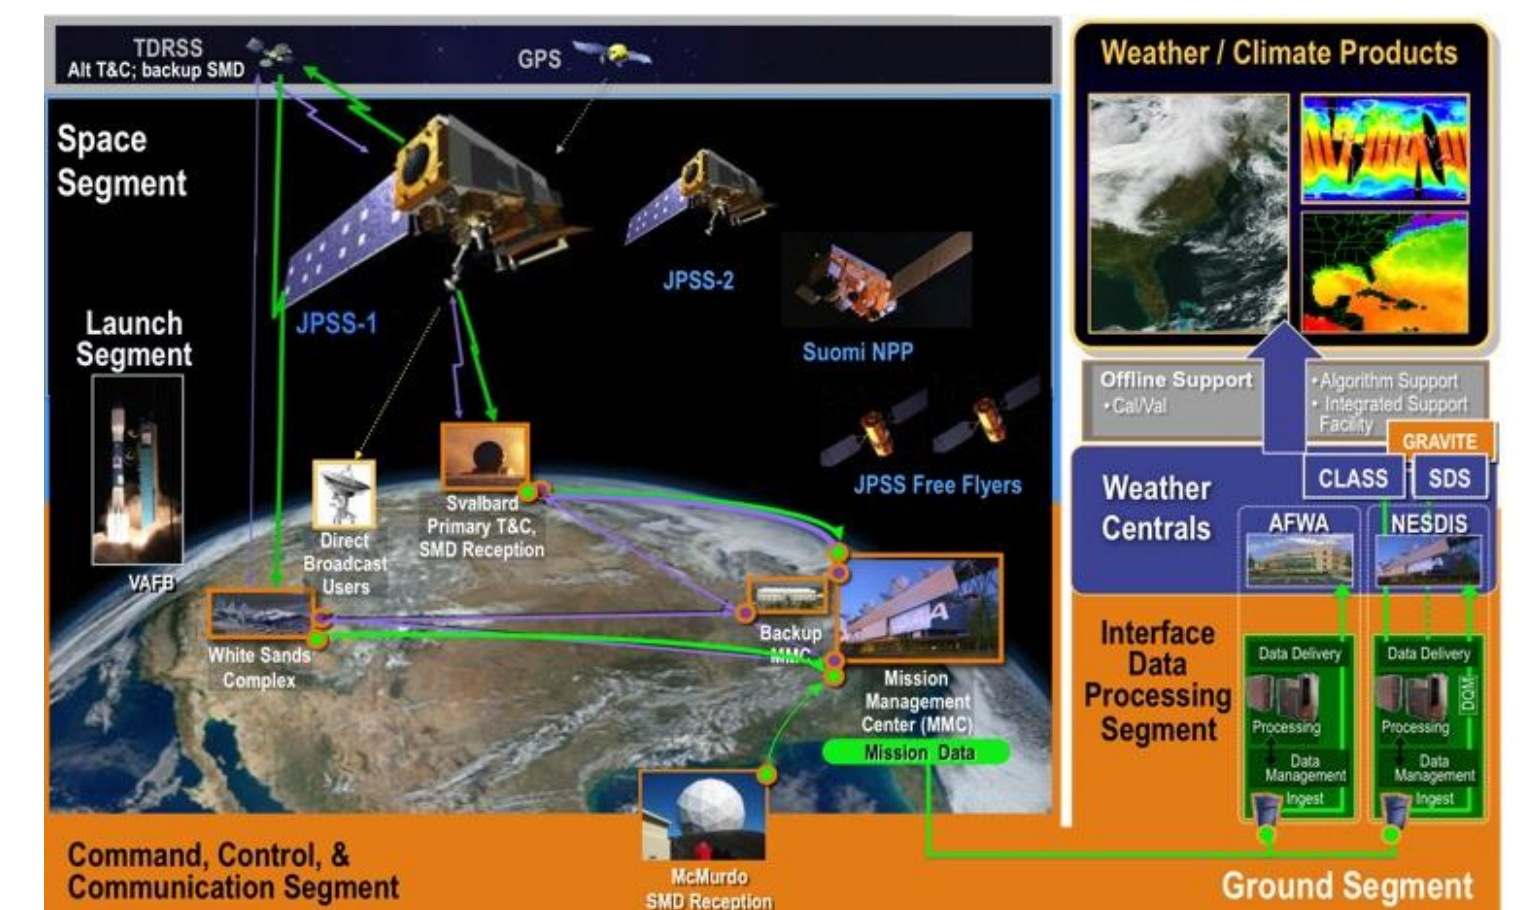 TDRSS
Alt T&C; backup SMD
GPS
Space
Segment
JPSS-1
JPSS-2
Suomi NPP
JPSS Free Flyers
Launch
Segment
VAFB
Direct
Broadcast
Users
Svalbard
Primary T&C,
SMD Reception
White Sands
Complex
Backup
MMC
Mission
Management
Center (MMC)
Mission Data
McMurdo
SMD Reception
Command, Control, &
Communication Segment
Weather / Climate Products
Offline Support
• Cal/Val
• Algorithm Support
• Integrated Support
Facility
GRAVITE
CLASS
SDS
Weather
Centrals
AFWA
NESDIS
Interface
Data
Processing
Segment
Data Delivery
Processing
Data
Management
Ingest
Data Delivery
DQM
Processing
Data
Management
Ingest
Ground Segment